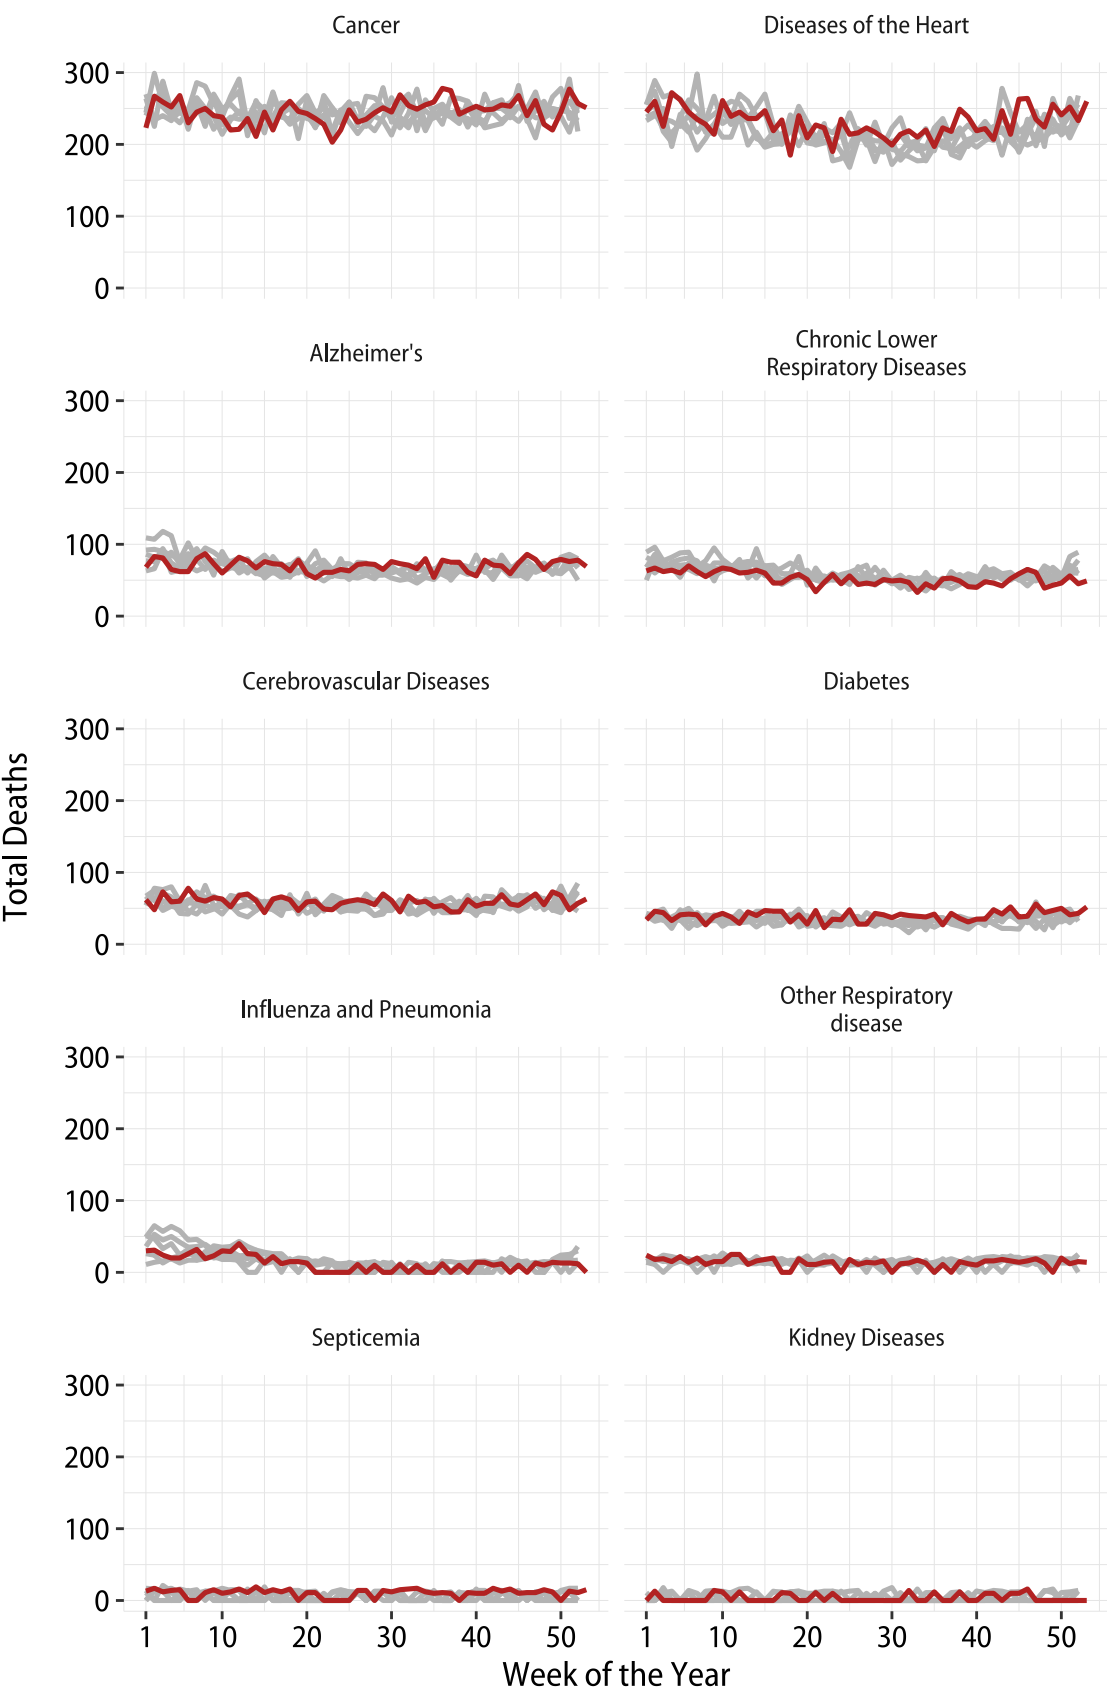 Cancer
Diseases of the Heart
300
200
100
0
Alzheimer's
Chronic Lower
Respiratory Diseases
300
200
100
0
Cerebrovascular Diseases
Diabetes
300
200
100
0
Total Deaths
Influenza and Pneumonia
Other Respiratory
disease
300
200
100
0
Septicemia
Kidney Diseases
300
200
100
0
1 10 20 30 40 50
1 10 20 30 40 50
Week of the Year